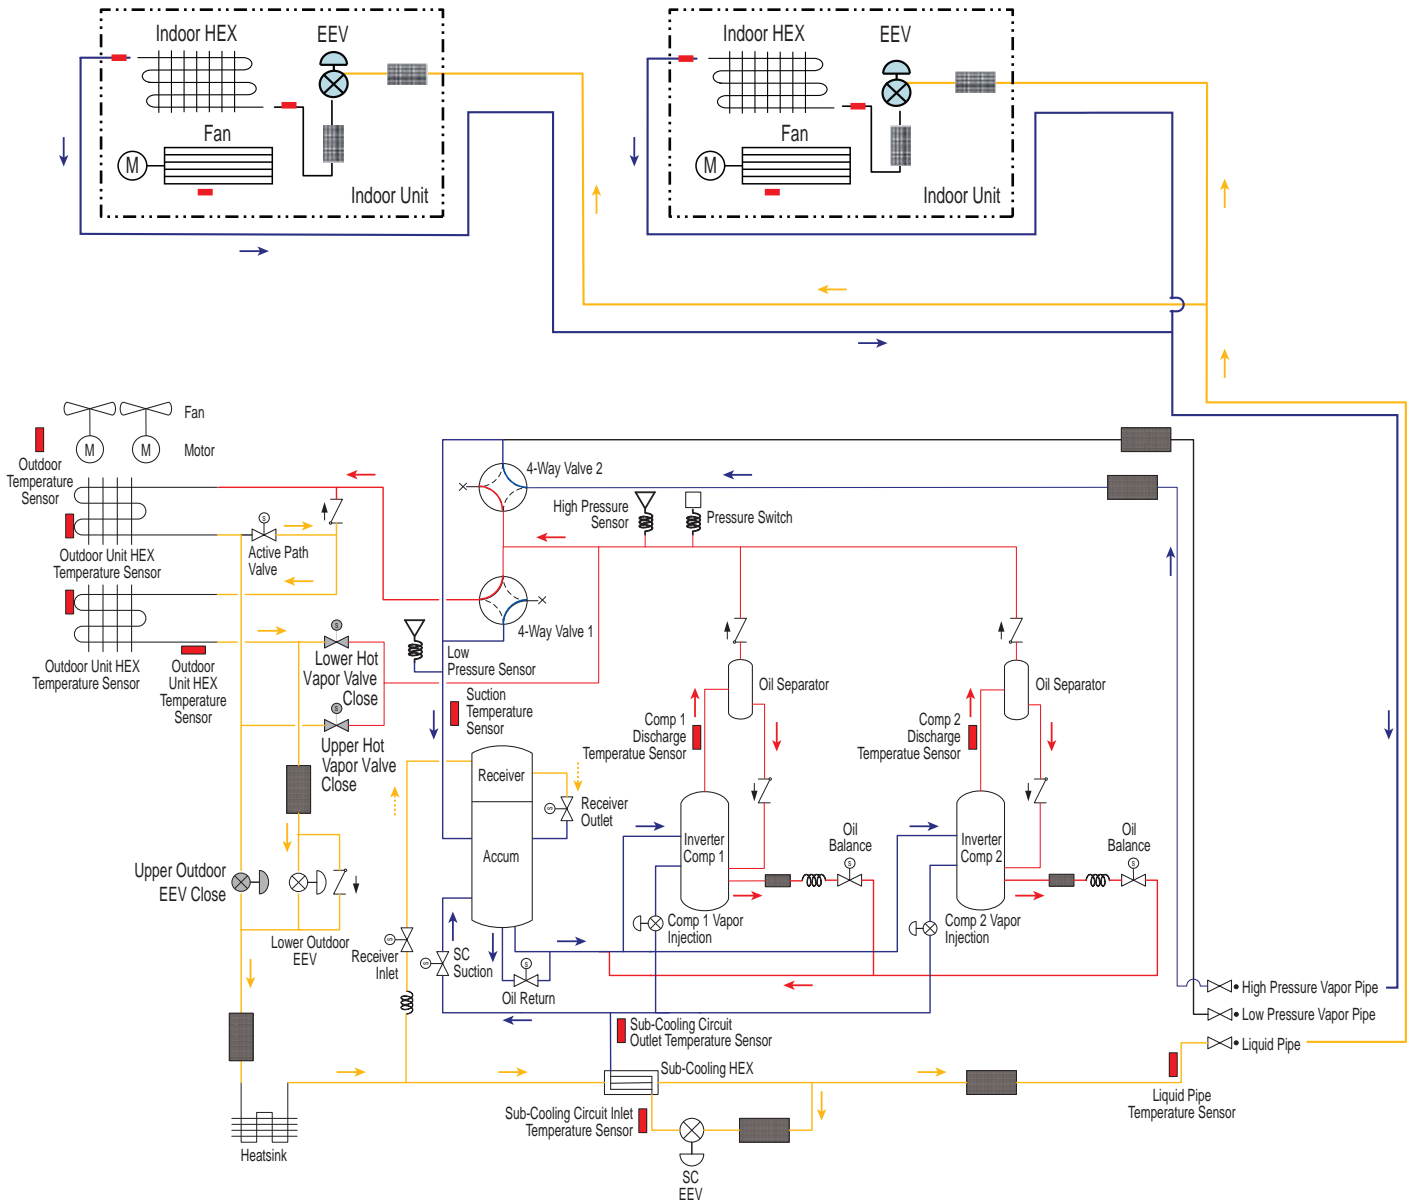 Indoor HEX
EEV
Fan
M
Indoor Unit
Indoor HEX
EEV
Fan
M
Indoor Unit
Fan
M
M
Motor
Outdoor
Temperature
Sensor
4-Way Valve 2
High Pressure
Sensor
Pressure Switch
S
Active Path
Valve
Outdoor Unit HEX
Temperature Sensor
4-Way Valve 1
Low
Pressure Sensor
S
Lower Hot
Vapor Valve
Close
Outdoor Unit HEX
Temperature Sensor
Outdoor
Unit HEX
Temperature
Sensor
S
Upper Hot
Vapor Valve
Close
Suction
Temperature
Sensor
Oil Separator
Oil Separator
Comp 1
Discharge
Temperatue Sensor
Comp 2
Discharge
Temperatue Sensor
Receiver
S
Receiver
Outlet
Accum
Inverter
Comp 1
Oil
Balance
S
Inverter
Comp 2
Oil
Balance
S
Upper Outdoor
EEV Close
Lower Outdoor
EEV
S
Receiver
Inlet
S
SC
Suction
S
Oil Return
Comp 1 Vapor
Injection
Comp 2 Vapor
Injection
High Pressure Vapor Pipe
Low Pressure Vapor Pipe
Liquid Pipe
Sub-Cooling Circuit
Outlet Temperature Sensor
Sub-Cooling HEX
Sub-Cooling Circuit Inlet
Temperature Sensor
Liquid Pipe
Temperature Sensor
Heatsink
SC
EEV